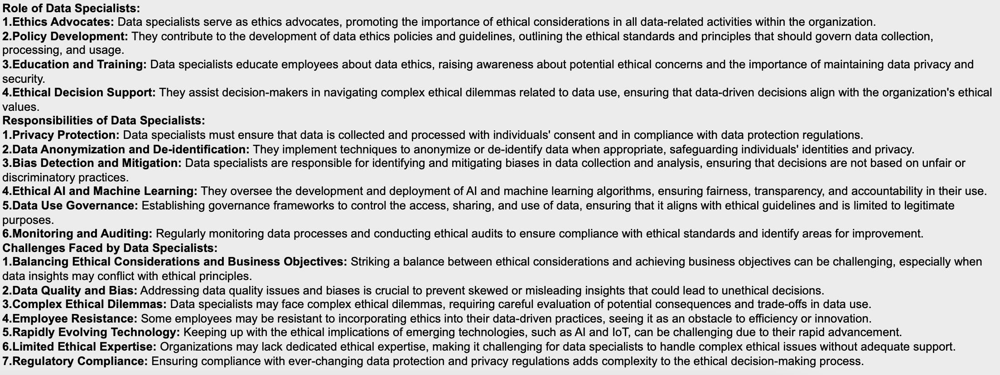 Role of Data Specialists:
1.Ethics Advocates: Data specialists serve as ethics advocates, promoting the importance of ethical considerations in all data-related activities within the organization.
2.Policy Development: They contribute to the development of data ethics policies and guidelines, outlining the ethical standards and principles that should govern data collection,
processing, and usage.
3.Education and Training: Data specialists educate employees about data ethics, raising awareness about potential ethical concerns and the importance of maintaining data privacy and
security.
4.Ethical Decision Support: They assist decision-makers in navigating complex ethical dilemmas related to data use, ensuring that data-driven decisions align with the organization's ethical
values.
Responsibilities of Data Specialists:
1.Privacy Protection: Data specialists must ensure that data is collected and processed with individuals' consent and in compliance with data protection regulations.
2.Data Anonymization and De-identification: They implement techniques to anonymize or de-identify data when appropriate, safeguarding individuals' identities and privacy.
3.Bias Detection and Mitigation: Data specialists are responsible for identifying and mitigating biases in data collection and analysis, ensuring that decisions are not based on unfair or
discriminatory practices.
4.Ethical AI and Machine Learning: They oversee the development and deployment of AI and machine learning algorithms, ensuring fairness, transparency, and accountability in their use.
5.Data Use Governance: Establishing governance frameworks to control the access, sharing, and use of data, ensuring that it aligns with ethical guidelines and is limited to legitimate
purposes.
6.Monitoring and Auditing: Regularly monitoring data processes and conducting ethical audits to ensure compliance with ethical standards and identify areas for improvement.
Challenges Faced by Data Specialists:
1.Balancing Ethical Considerations and Business Objectives: Striking a balance between ethical considerations and achieving business objectives can be challenging, especially when
data insights may conflict with ethical principles.
2.Data Quality and Bias: Addressing data quality issues and biases is crucial to prevent skewed or misleading insights that could lead to unethical decisions.
3.Complex Ethical Dilemmas: Data specialists may face complex ethical dilemmas, requiring careful evaluation of potential consequences and trade-offs in data use.
4.Employee Resistance: Some employees may be resistant to incorporating ethics into their data-driven practices, seeing it as an obstacle to efficiency or innovation.
5.Rapidly Evolving Technology: Keeping up with the ethical implications of emerging technologies, such as AI and IoT, can be challenging due to their rapid advancement.
6.Limited Ethical Expertise: Organizations may lack dedicated ethical expertise, making it challenging for data specialists to handle complex ethical issues without adequate support.
7.Regulatory Compliance: Ensuring compliance with ever-changing data protection and privacy regulations adds complexity to the ethical decision-making process.